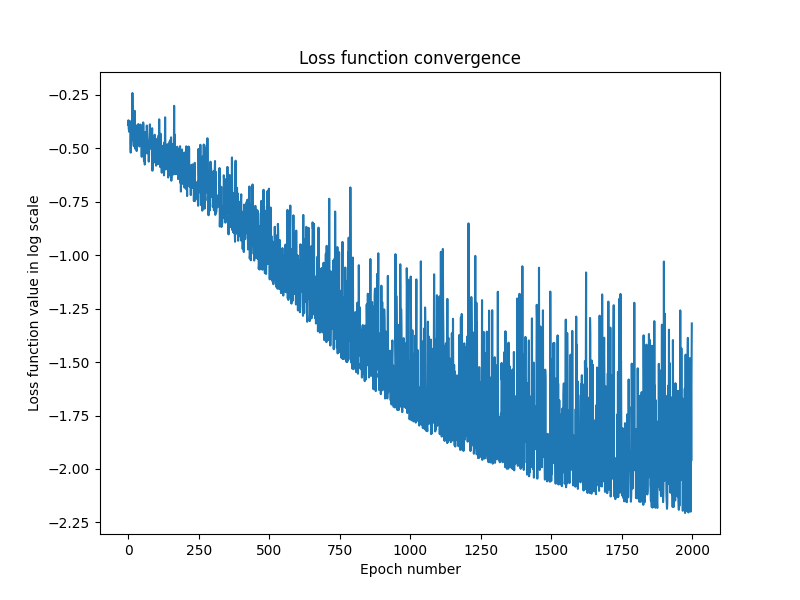 Loss function convergence
Loss function value in log scale
−0.25
−0.50
−0.75
−1.00
−1.25
−1.50
−1.75
−2.00
−2.25
0 250 500 750 1000 1250 1500 1750 2000
Epoch number